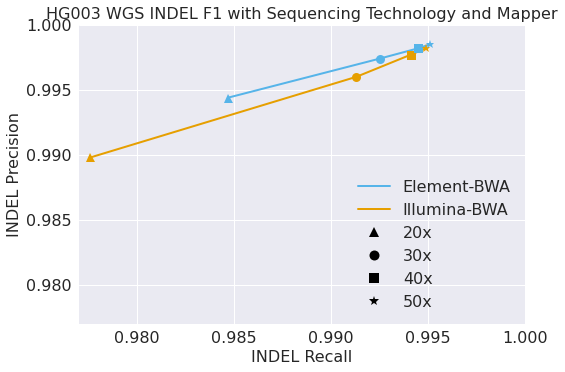 HG003 WGS INDEL F1 with Sequencing Technology and Mapper
1.000
0.995
0.990
0.985
0.980
INDEL Precision
Element-BWA
Illumina-BWA
20x
30x
40x
50x
0.980 0.985 0.990 0.995 1.000
INDEL Recall